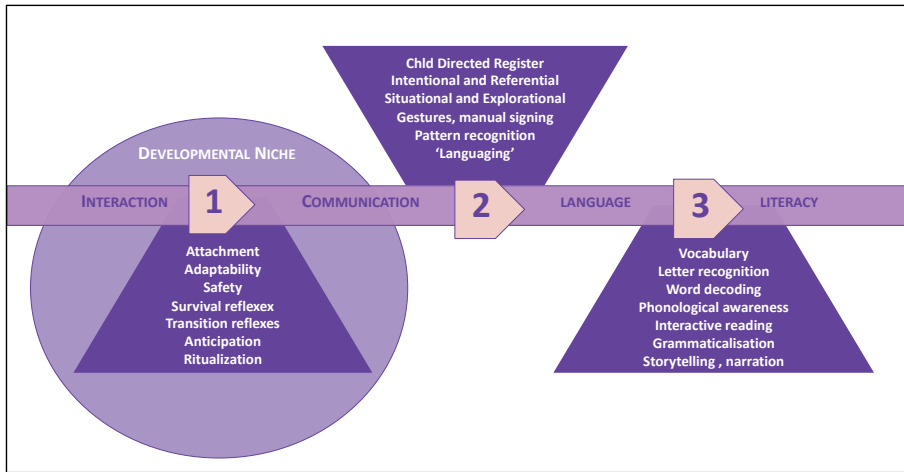 Chld Directed Register
Intentional and Referential
Situational and Explorational
Gestures, manual signing
Pattern recognition
‘Languaging’
DEVELOPMENTAL NICHE
INTERACTION 1 COMMUNICATION 2 LANGUAGE 3 LITERACY
Attachment
Adaptability
Safety
Survival reflexex
Transition reflexes
Anticipation
Ritualization
Vocabulary
Letter recognition
Word decoding
Phonological awareness
Interactive reading
Grammaticalisation
Storytelling , narration